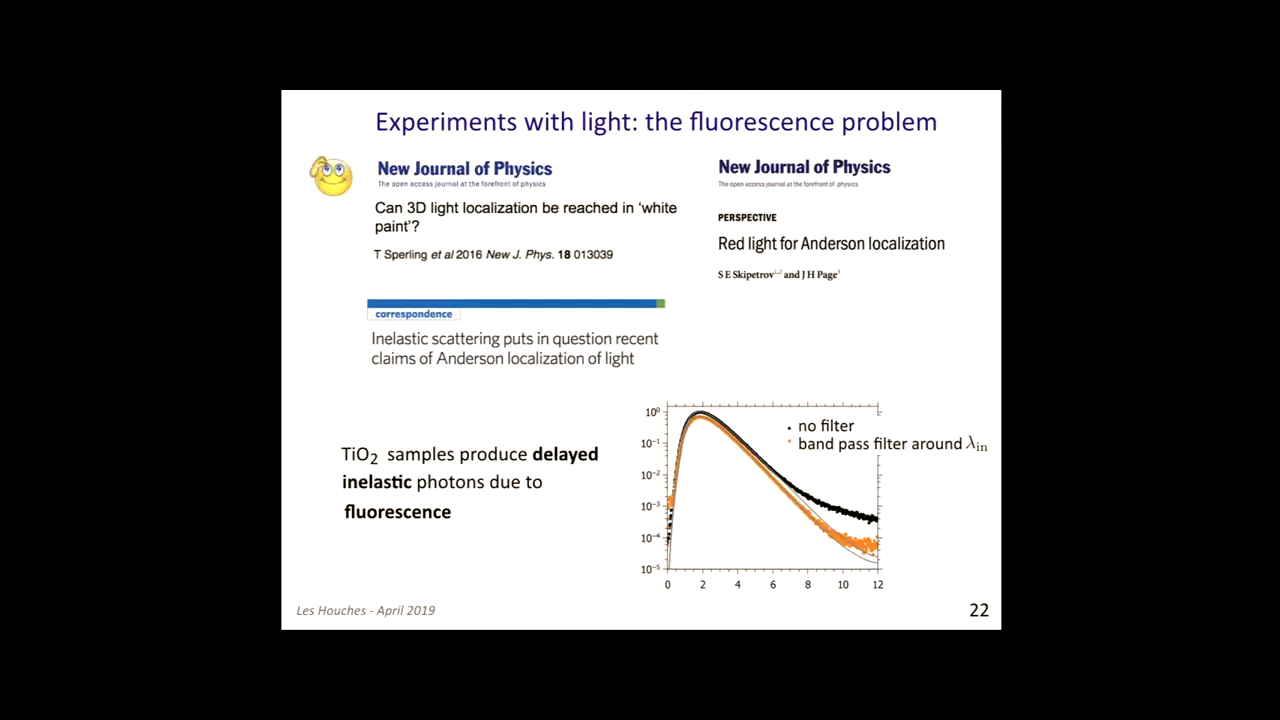 Experiments with light: the fluorescence problem
New Journal of Physics
The open access journal at the forefront of physics
Can 3D light localization be reached in ‘white
paint’?
T Sperling et al 2016 New J. Phys. 18 013039
New Journal of Physics
The open access journal at the forefront of physics
PERSPECTIVE
Red light for Anderson localization
S E Skipetrov1,2 and J H Page3
correspondence
Inelastic scattering puts in question recent
claims of Anderson localization of light
TiO2 samples produce delayed
inelastic photons due to
fluorescence
no filter
band pass filter around λin
10^0
10^-1
10^-2
10^-3
10^-4
10^-5
0 2 4 6 8 10 12
Les Houches - April 2019
22